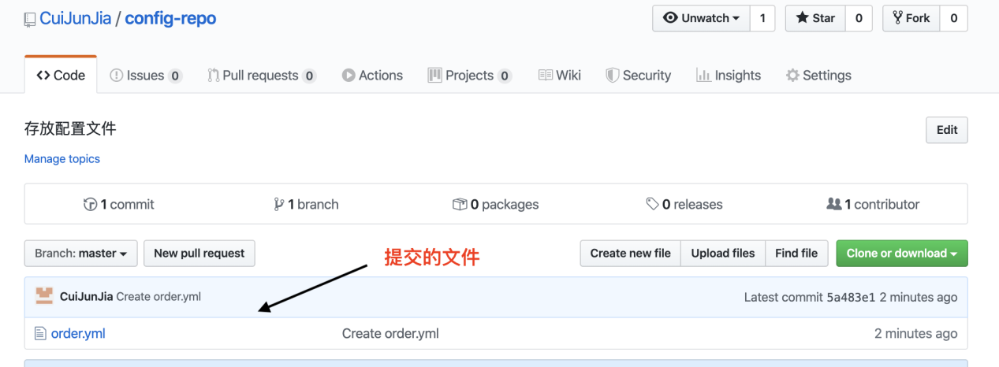 CuiJunJia / config-repo
Unwatch 1 Star 0 Fork 0
Code Issues 0 Pull requests 0 Actions Projects 0 Wiki Security Insights Settings
存放配置文件
Edit
Manage topics
1 commit 1 branch 0 packages 0 releases 1 contributor
Branch: master New pull request 提交的文件 Create new file Upload files Find file Clone or download
CuiJunJia Create order.yml Latest commit 5a483e1 2 minutes ago
order.yml Create order.yml 2 minutes ago